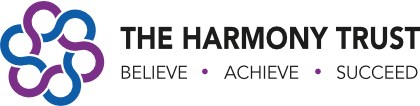 THE HARMONY TRUST
BELIEVE • ACHIEVE • SUCCEED